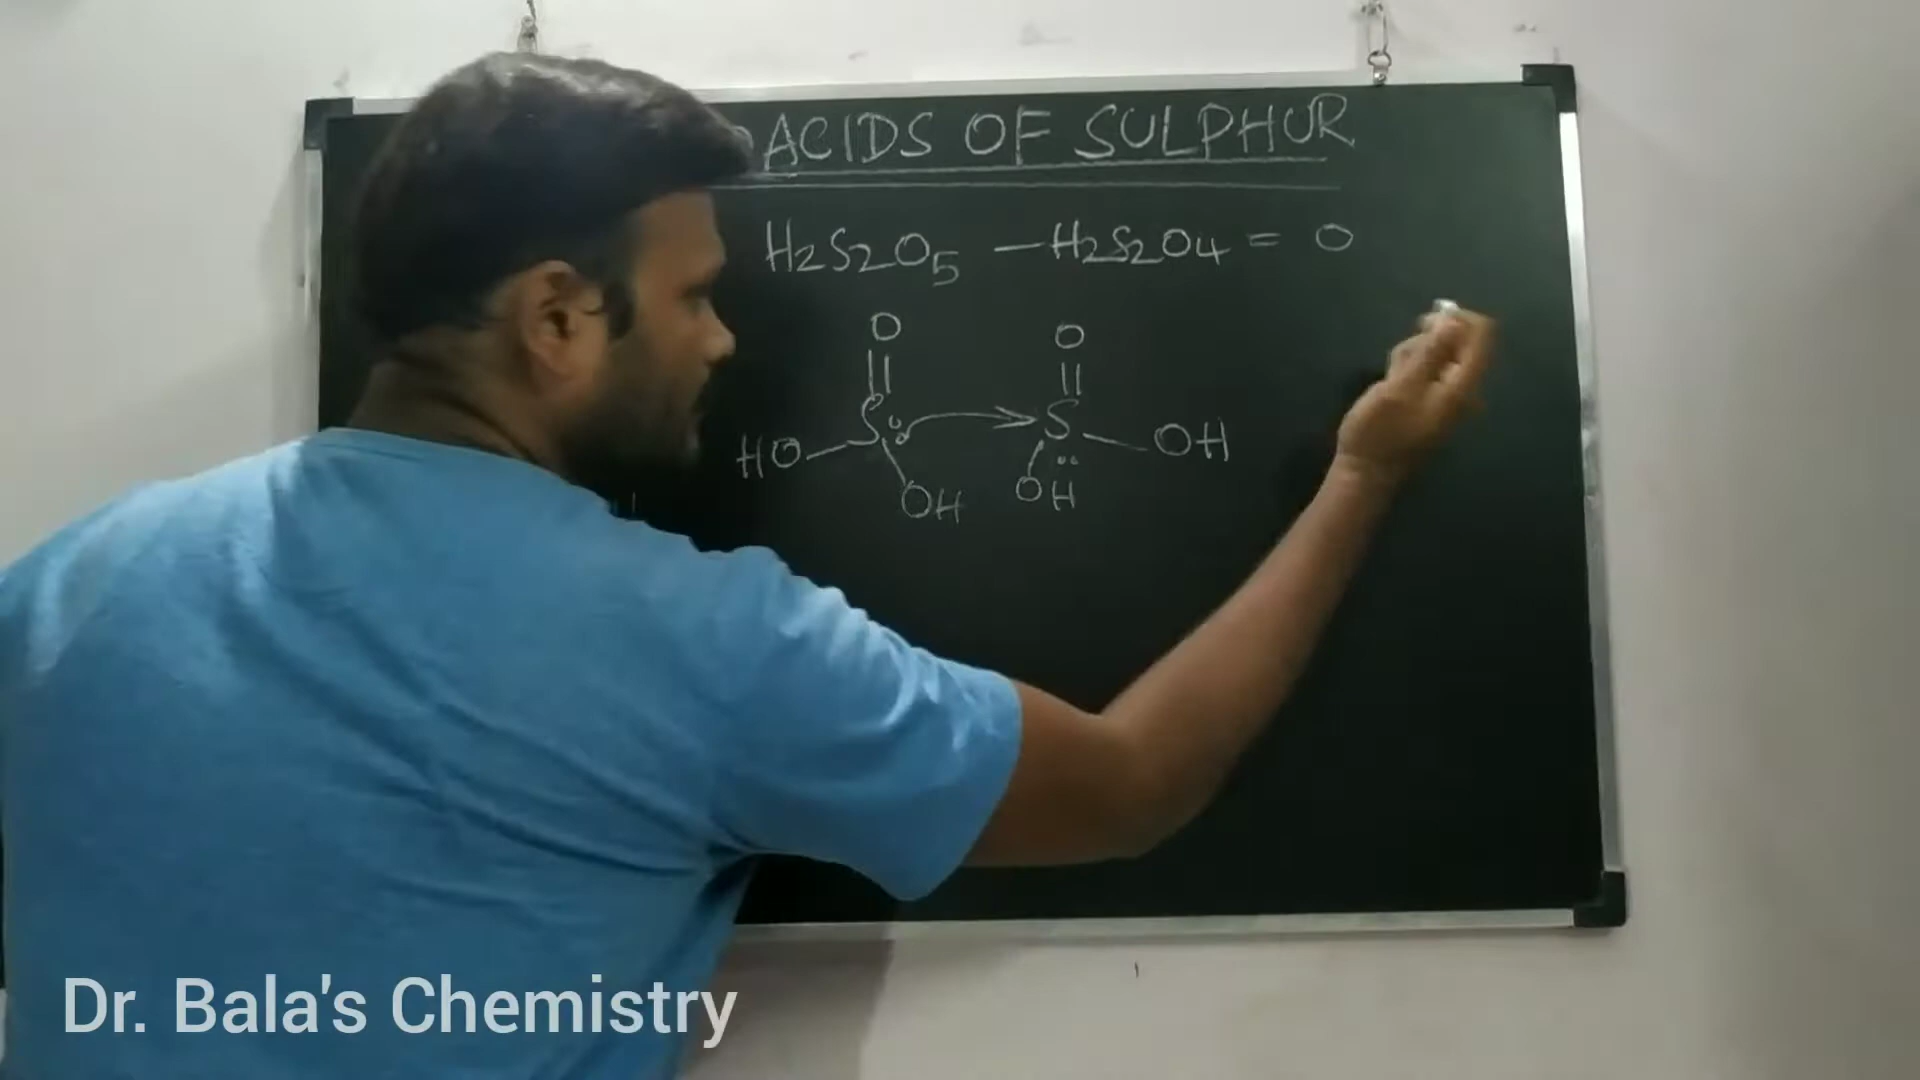 ACIDS OF SULPHUR
H2S2O5 — H2S2O4 = O
O O
HO S S OH
OH OH
Dr. Bala's Chemistry